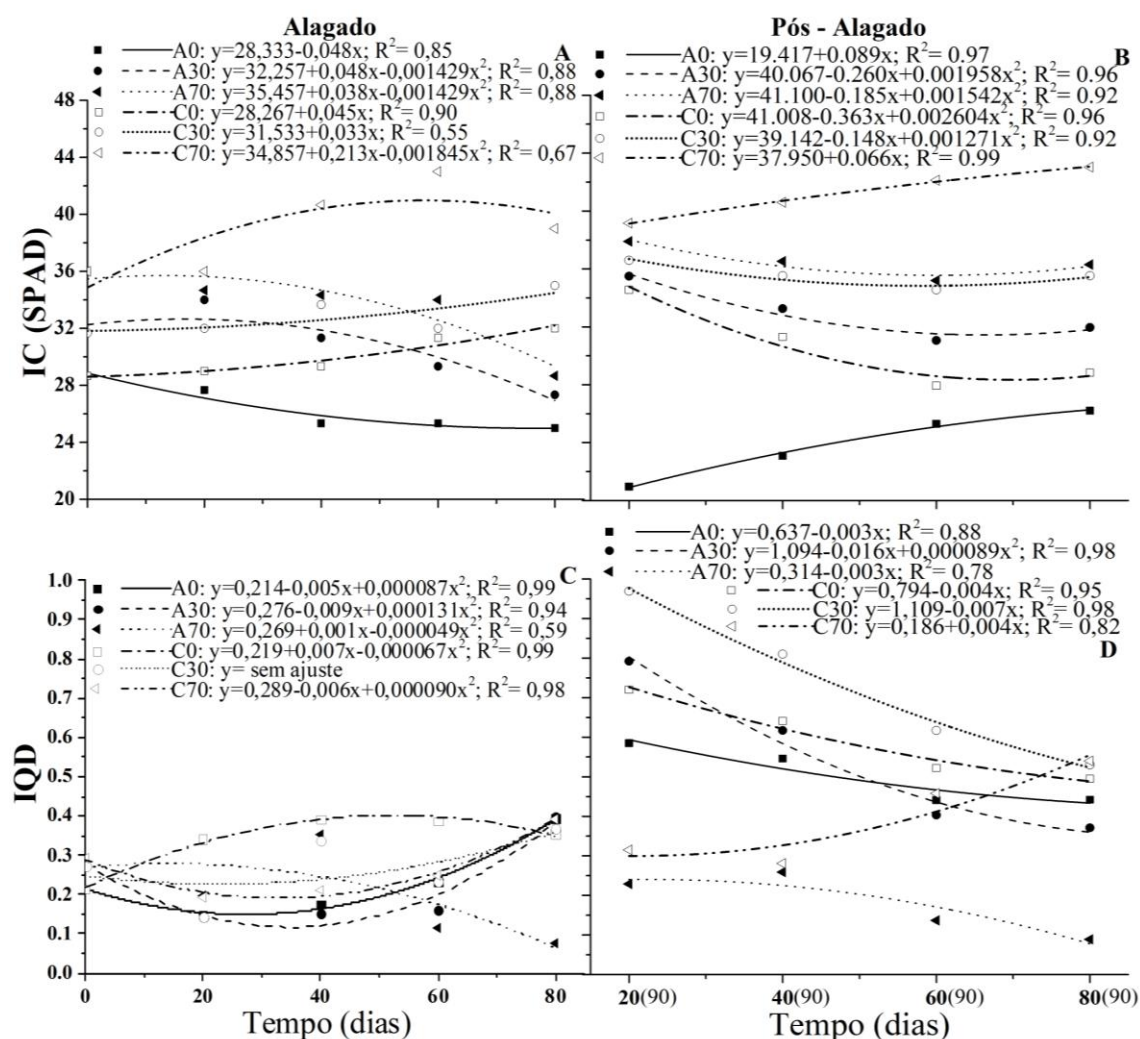 Alagado
A
A0: y=28,333-0,048x; R²= 0,85
A30: y=32,257+0,048x-0,001429x²; R²= 0,88
A70: y=35,457+0,038x-0,001429x²; R²= 0,88
C0: y=28,267+0,045x; R²= 0,90
C30: y=31,533+0,033x; R²= 0,55
C70: y=34,857+0,213x-0,001845x²; R²= 0,67
IC (SPAD)
48
44
40
36
32
28
24
20
Pós - Alagado
B
A0: y=19.417+0.089x; R²= 0.97
A30: y=40.067-0.260x+0.001958x²; R²= 0.96
A70: y=41.100-0.185x+0.001542x²; R²= 0.92
C0: y=41.008-0.363x+0.002604x²; R²= 0.96
C30: y=39.142-0.148x+0.001271x²; R²= 0.92
C70: y=37.950+0.066x; R²= 0.99
C
A0: y=0,214-0,005x+0,000087x²; R²= 0,99
A30: y=0,276-0,009x+0,000131x²; R²= 0,94
A70: y=0,269+0,001x-0,000049x²; R²= 0,59
C0: y=0,219+0,007x-0,000067x²; R²= 0,99
C30: y= sem ajuste
C70: y=0,289-0,006x+0,000090x²; R²= 0,98
IQD
1.0
0.9
0.8
0.7
0.6
0.5
0.4
0.3
0.2
0.1
0.0
0
20
40
60
80
Tempo (dias)
A0: y=0,637-0,003x; R²= 0,88
A30: y=1,094-0,016x+0,000089x²; R²= 0,98
A70: y=0,314-0,003x; R²= 0,78
C0: y=0,794-0,004x; R²= 0,95
C30: y=1,109-0,007x; R²= 0,98
C70: y=0,186+0,004x; R²= 0,82
D
20(90)
40(90)
60(90)
80(90)
Tempo (dias)